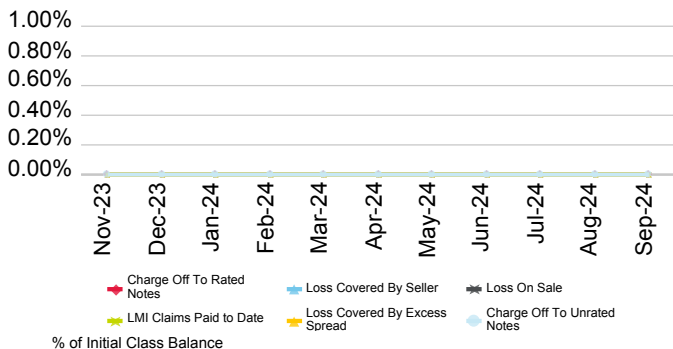 1.00%
0.80%
0.60%
0.40%
0.20%
0.00%
Nov-23
Dec-23
Jan-24
Feb-24
Mar-24
Apr-24
May-24
Jun-24
Jul-24
Aug-24
Sep-24
Charge Off To Rated
Notes
Loss Covered By Seller
Loss On Sale
LMI Claims Paid to Date
Loss Covered By Excess
Spread
Charge Off To Unrated
Notes
% of Initial Class Balance